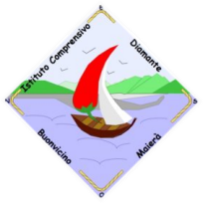 Istituto Comprensivo
Diamante
Buonvicino
Maierà